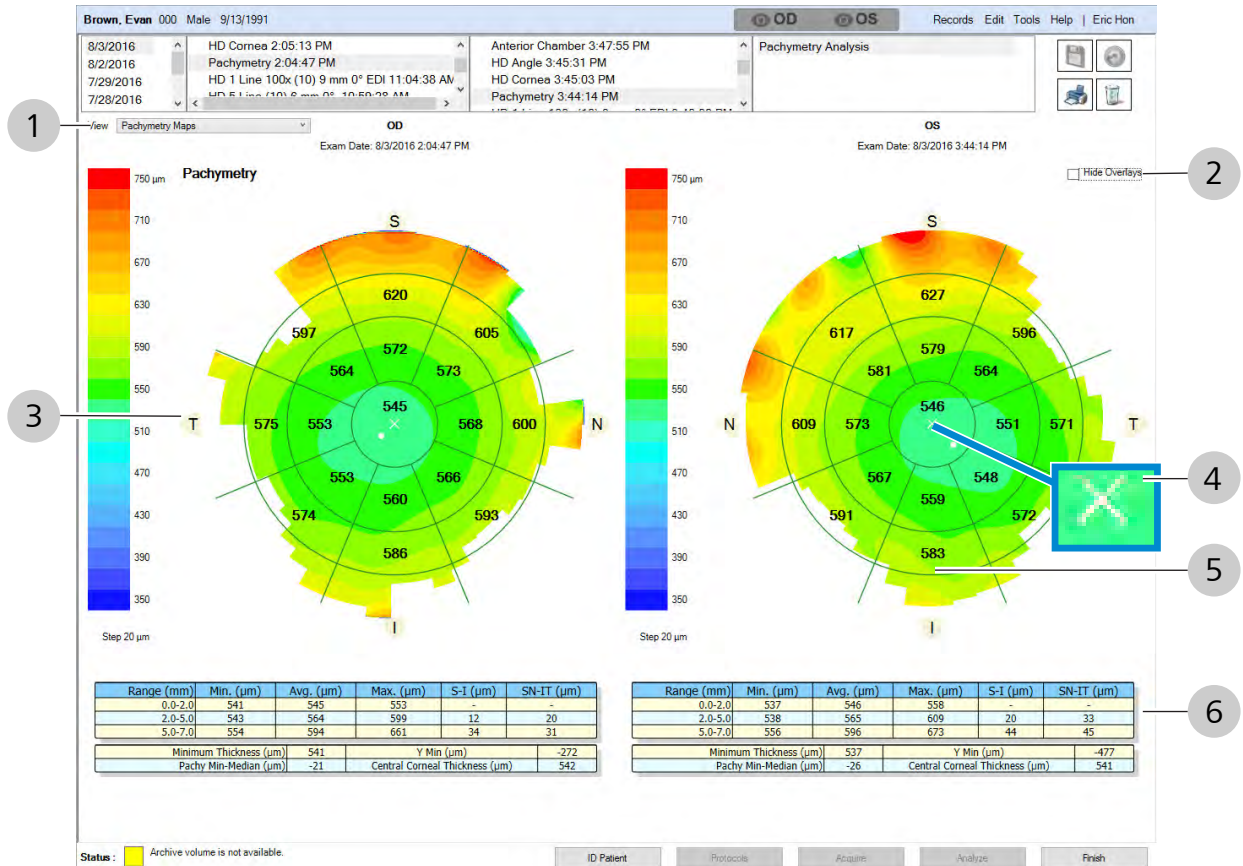 Brown, Evan 000 Male 9/13/1991 OD OS Records Edit Tools Help | Eric Hon
8/3/2016
8/2/2016
7/29/2016
7/28/2016
HD Cornea 2:05:13 PM
Pachymetry 2:04:47 PM
HD 1 Line 100x (10) 9 mm 0° EDI 11:04:38 AM
HD 5 Line (10) 6 mm 0° 10:59:28 AM
Anterior Chamber 3:47:55 PM
HD Angle 3:45:31 PM
HD Cornea 3:45:03 PM
Pachymetry 3:44:14 PM
Pachymetry Analysis
1 View Pachymetry Maps
OD
Exam Date: 8/3/2016 2:04:47 PM
OS
Exam Date: 8/3/2016 3:44:14 PM
Hide Overlays 2
Pachymetry
750 µm
710
670
630
590
550
510
470
430
390
350
Step 20 µm
S
620
597 605
572
564 573
545
3 T 575 553 568 600 N
553 566
560
574 593
586
I
750 µm
710
670
630
590
550
510
470
430
390
350
Step 20 µm
S
627
617 596
579
581 564
546
N 609 573 551 571 T
567 548
559
591 572
583
I
4
5
6
Range (mm) Min. (µm) Avg. (µm) Max. (µm) S-I (µm) SN-IT (µm)
0.0-2.0 541 545 553 - -
2.0-5.0 543 564 599 12 20
5.0-7.0 554 594 661 34 31
Minimum Thickness (µm) 541 Y Min (µm) -272
Pachy Min-Median (µm) -21 Central Corneal Thickness (µm) 542
Range (mm) Min. (µm) Avg. (µm) Max. (µm) S-I (µm) SN-IT (µm)
0.0-2.0 537 546 558 - -
2.0-5.0 538 565 609 20 33
5.0-7.0 556 596 673 44 45
Minimum Thickness (µm) 537 Y Min (µm) -477
Pachy Min-Median (µm) -26 Central Corneal Thickness (µm) 541
Status : Archive volume is not available. ID Patient Protocols Acquire Analyze Finish